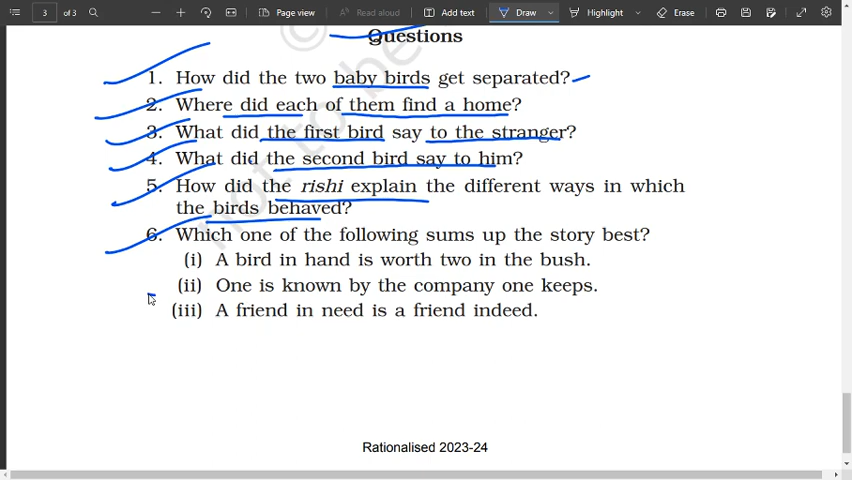 3 of 3 Page view Read aloud Add text Draw Highlight Erase
Questions
1. How did the two baby birds get separated?
2. Where did each of them find a home?
3. What did the first bird say to the stranger?
4. What did the second bird say to him?
5. How did the rishi explain the different ways in which
the birds behaved?
6. Which one of the following sums up the story best?
(i) A bird in hand is worth two in the bush.
(ii) One is known by the company one keeps.
(iii) A friend in need is a friend indeed.
© not to be
Rationalised 2023-24